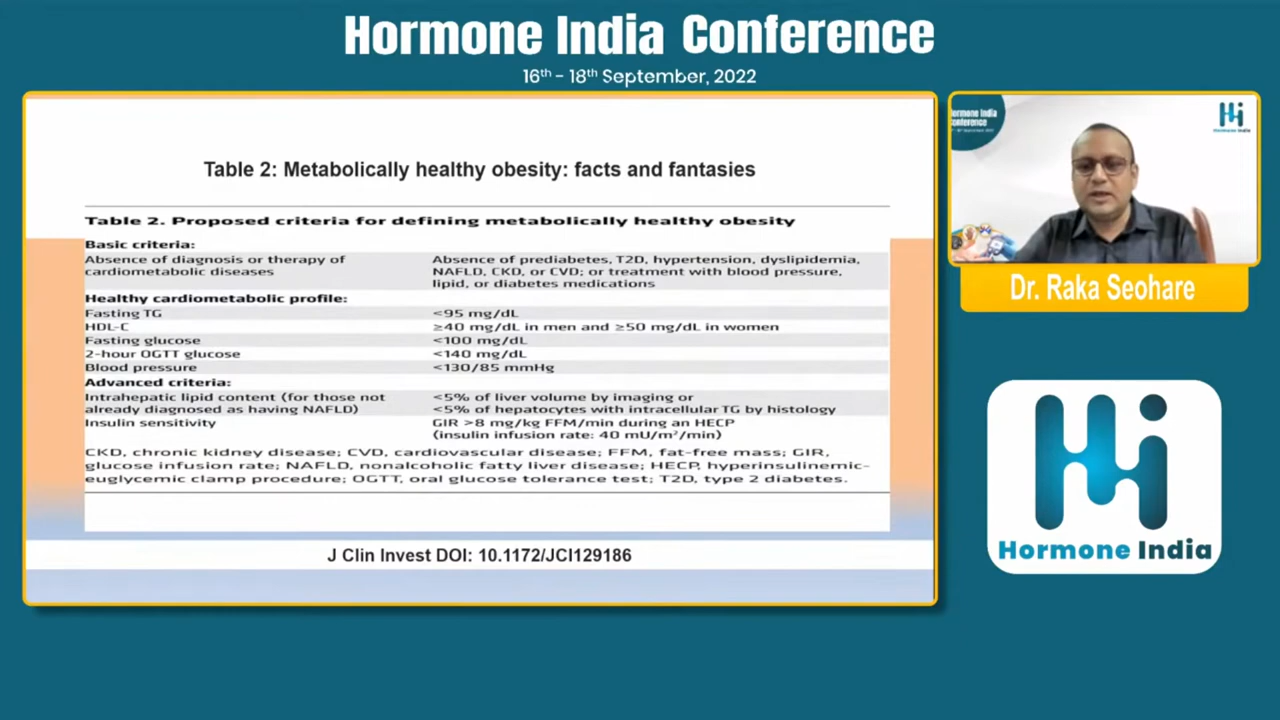 Hormone India Conference
16th - 18th September, 2022
Table 2: Metabolically healthy obesity: facts and fantasies
Table 2. Proposed criteria for defining metabolically healthy obesity
Basic criteria:
Absence of diagnosis or therapy of cardiometabolic diseases
Absence of prediabetes, T2D, hypertension, dyslipidemia,
NAFLD, CKD, or CVD; or treatment with blood pressure,
lipid, or diabetes medications
Healthy cardiometabolic profile:
Fasting TG <95 mg/dL
HDL-C ≥40 mg/dL in men and ≥50 mg/dL in women
Fasting glucose <100 mg/dL
2-hour OGTT glucose <140 mg/dL
Blood pressure <130/85 mmHg
Advanced criteria:
Intrahepatic lipid content (for those not
already diagnosed as having NAFLD)
<5% of liver volume by imaging or
<5% of hepatocytes with intracellular TG by histology
Insulin sensitivity GIR >8 mg/kg FFM/min during an HECP
(insulin infusion rate: 40 mU/m²/min)
CKD, chronic kidney disease; CVD, cardiovascular disease; FFM, fat-free mass; GIR,
glucose infusion rate; NAFLD, nonalcoholic fatty liver disease; HECP, hyperinsulinemic-
euglycemic clamp procedure; OGTT, oral glucose tolerance test; T2D, type 2 diabetes.
J Clin Invest DOI: 10.1172/JCI129186
Hormone India
Conference
Hormone India
Dr. Raka Seohare
Hormone India